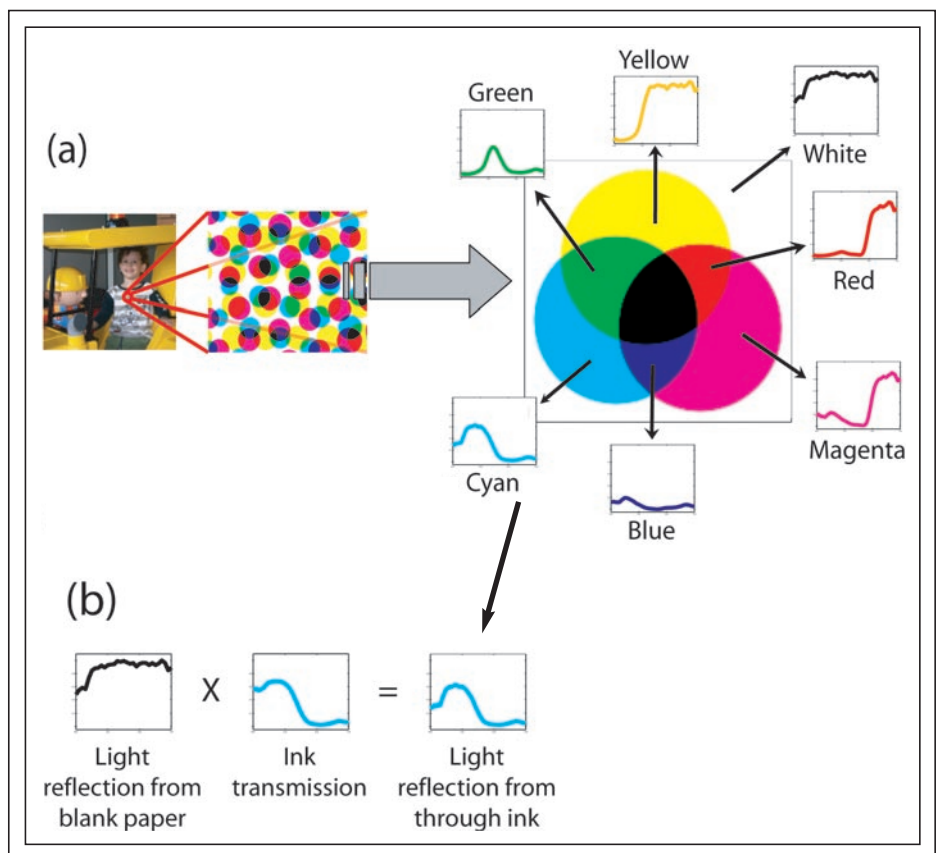 (a)
Green
Yellow
White
Red
Magenta
Blue
Cyan
(b)
X
=
Light
reflection from
blank paper
Ink
transmission
Light
reflection from
through ink